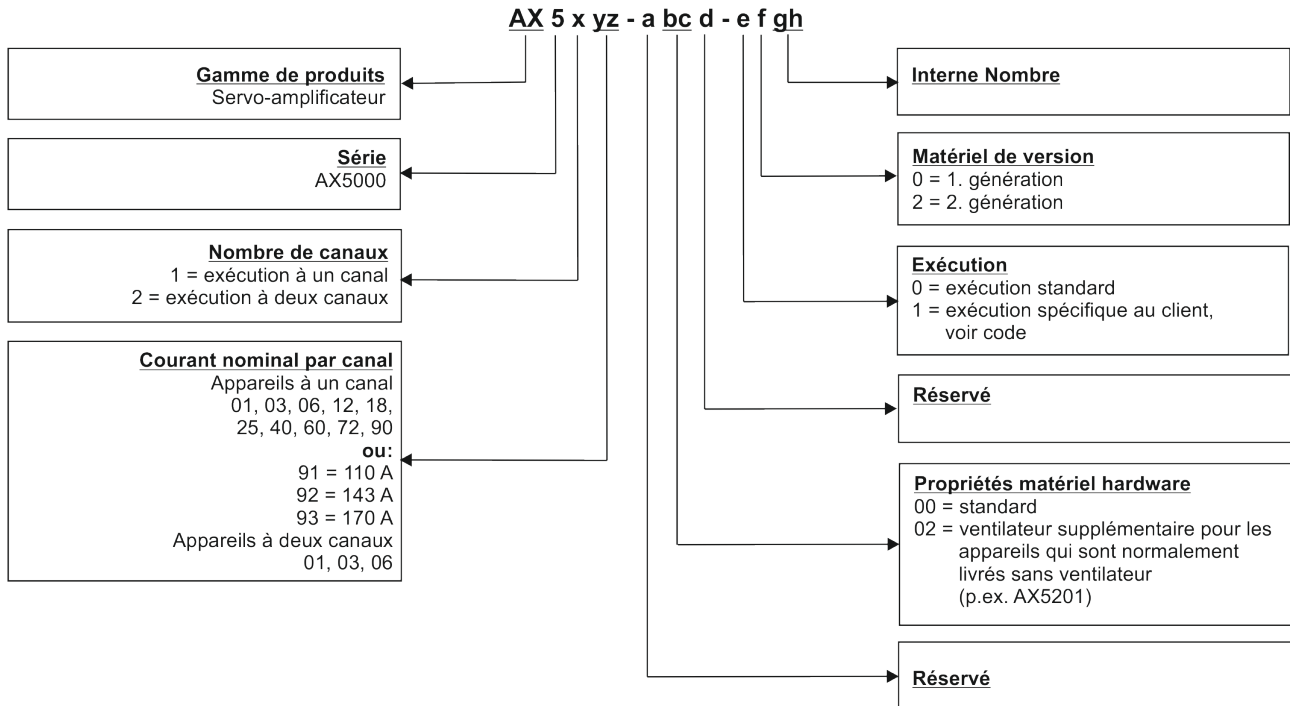 AX 5 x yz - a bc d - e f gh
Gamme de produits
Servo-amplificateur
Série
AX5000
Nombre de canaux
1 = exécution à un canal
2 = exécution à deux canaux
Courant nominal par canal
Appareils à un canal
01, 03, 06, 12, 18,
25, 40, 60, 72, 90
ou:
91 = 110 A
92 = 143 A
93 = 170 A
Appareils à deux canaux
01, 03, 06
Interne Nombre
Matériel de version
0 = 1. génération
2 = 2. génération
Exécution
0 = exécution standard
1 = exécution spécifique au client,
voir code
Réservé
Propriétés matériel hardware
00 = standard
02 = ventilateur supplémentaire pour les
appareils qui sont normalement
livrés sans ventilateur
(p.ex. AX5201)
Réservé